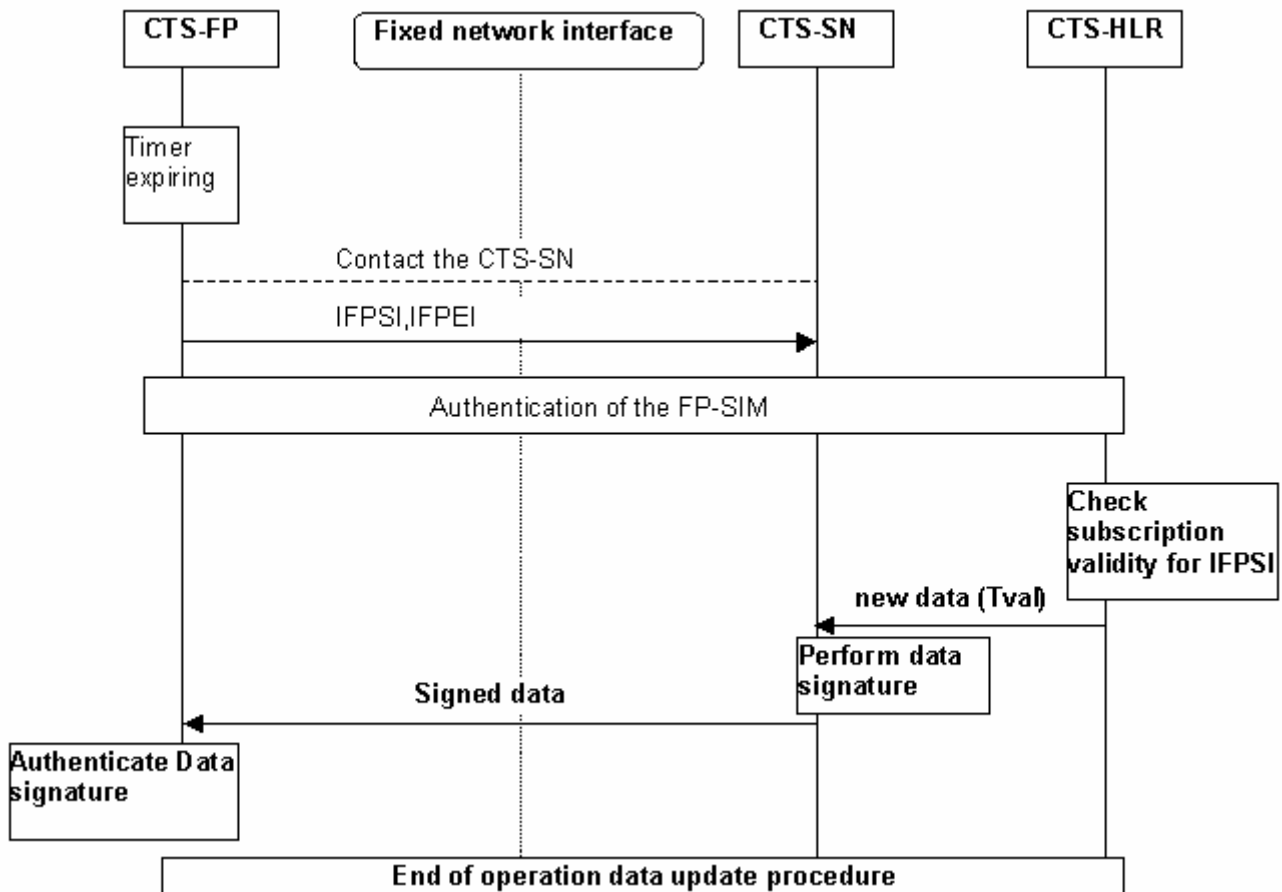 CTS-FP
Fixed network interface
CTS-SN
CTS-HLR
Timer
expiring
Contact the CTS-SN
IFPSI,IFPEI
Authentication of the FP-SIM
Check
subscription
validity for IFPSI
new data (Tval)
Perform data
signature
Signed data
Authenticate Data
signature
End of operation data update procedure